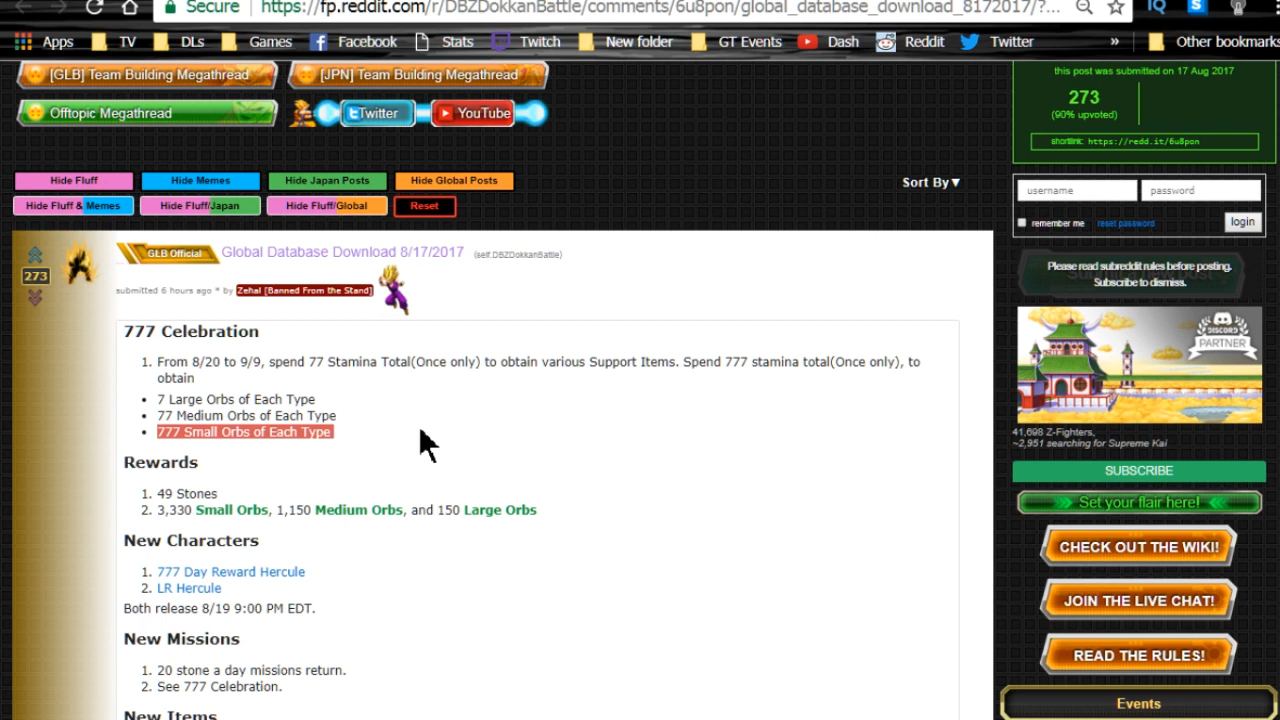 Secure https://fp.reddit.com/r/DBZDokkanBattle/comments/6u8pon/global_database_download_8172017/?...
Apps TV DLs Games Facebook Stats Twitch New folder GT Events Dash Reddit Twitter » Other bookmarks
[GLB] Team Building Megathread [JPN] Team Building Megathread
Offtopic Megathread Twitter YouTube
Hide Fluff Hide Memes Hide Japan Posts Hide Global Posts
Hide Fluff & Memes Hide Fluff/Japan Hide Fluff/Global Reset
Sort By▼
273
GLB Official Global Database Download 8/17/2017 (self.DBZDokkanBattle)
submitted 6 hours ago * by Zehal [Banned From the Stand]
777 Celebration
1. From 8/20 to 9/9, spend 77 Stamina Total(Once only) to obtain various Support Items. Spend 777 stamina total(Once only), to
obtain
• 7 Large Orbs of Each Type
• 77 Medium Orbs of Each Type
• 777 Small Orbs of Each Type
Rewards
1. 49 Stones
2. 3,330 Small Orbs, 1,150 Medium Orbs, and 150 Large Orbs
New Characters
1. 777 Day Reward Hercule
2. LR Hercule
Both release 8/19 9:00 PM EDT.
New Missions
1. 20 stone a day missions return.
2. See 777 Celebration.
New Items
this post was submitted on 17 Aug 2017
273
(90% upvoted)
shortlink: https://redd.it/6u8pon
username password
remember me reset password login
Please read subreddit rules before posting.
Subscribe to dismiss.
DISCORD
PARTNER
41,698 Z-Fighters,
~2,951 searching for Supreme Kai
SUBSCRIBE
Set your flair here!
CHECK OUT THE WIKI!
JOIN THE LIVE CHAT!
READ THE RULES!
Events